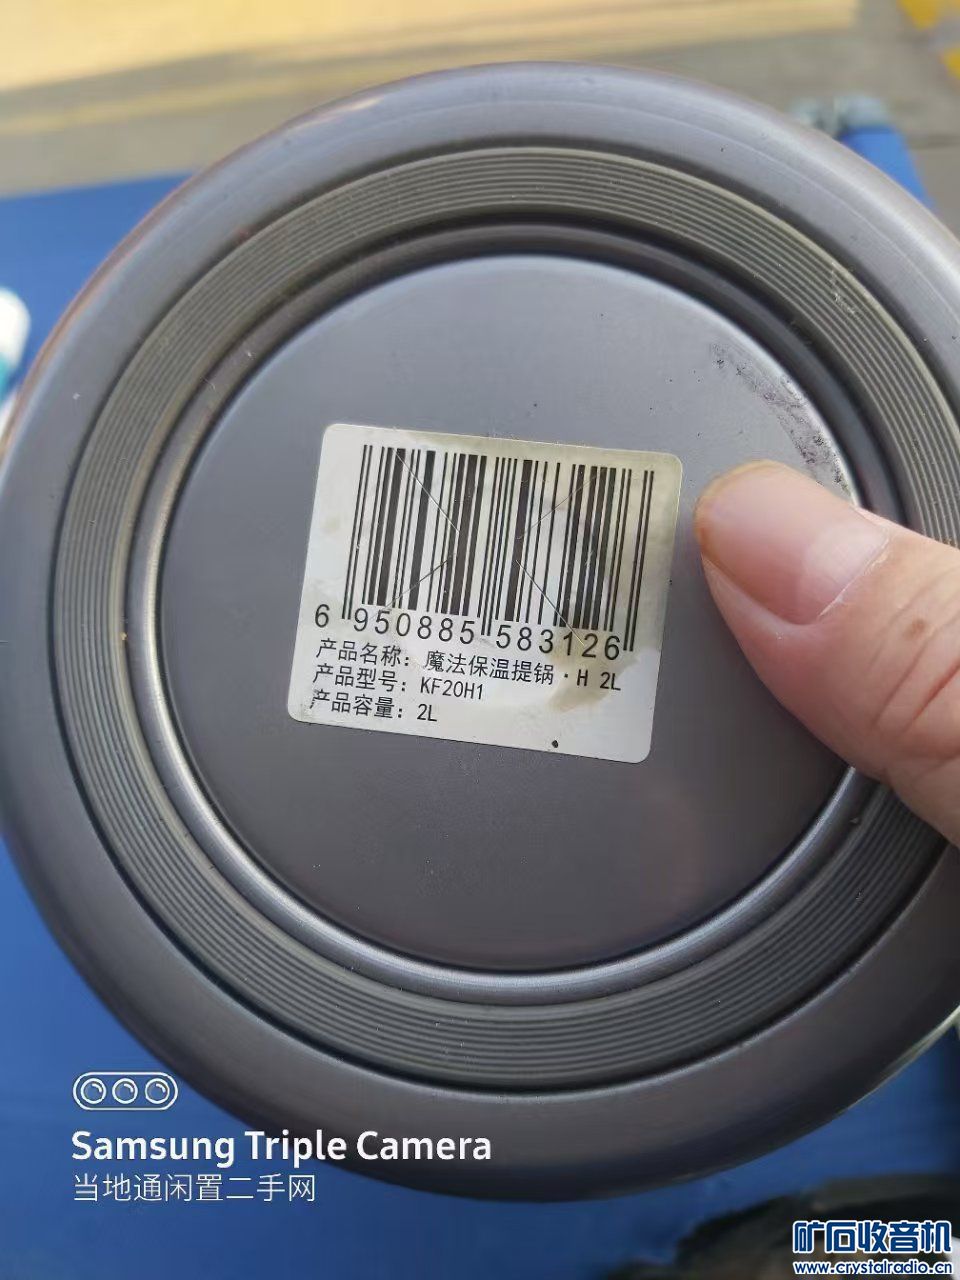 6 950885 583126
产品名称：魔法保温提锅·H 2L
产品型号：KF20H1
产品容量：2L
Samsung Triple Camera
当地通闲置二手网
矿石收音机
www.crystalradio.cn